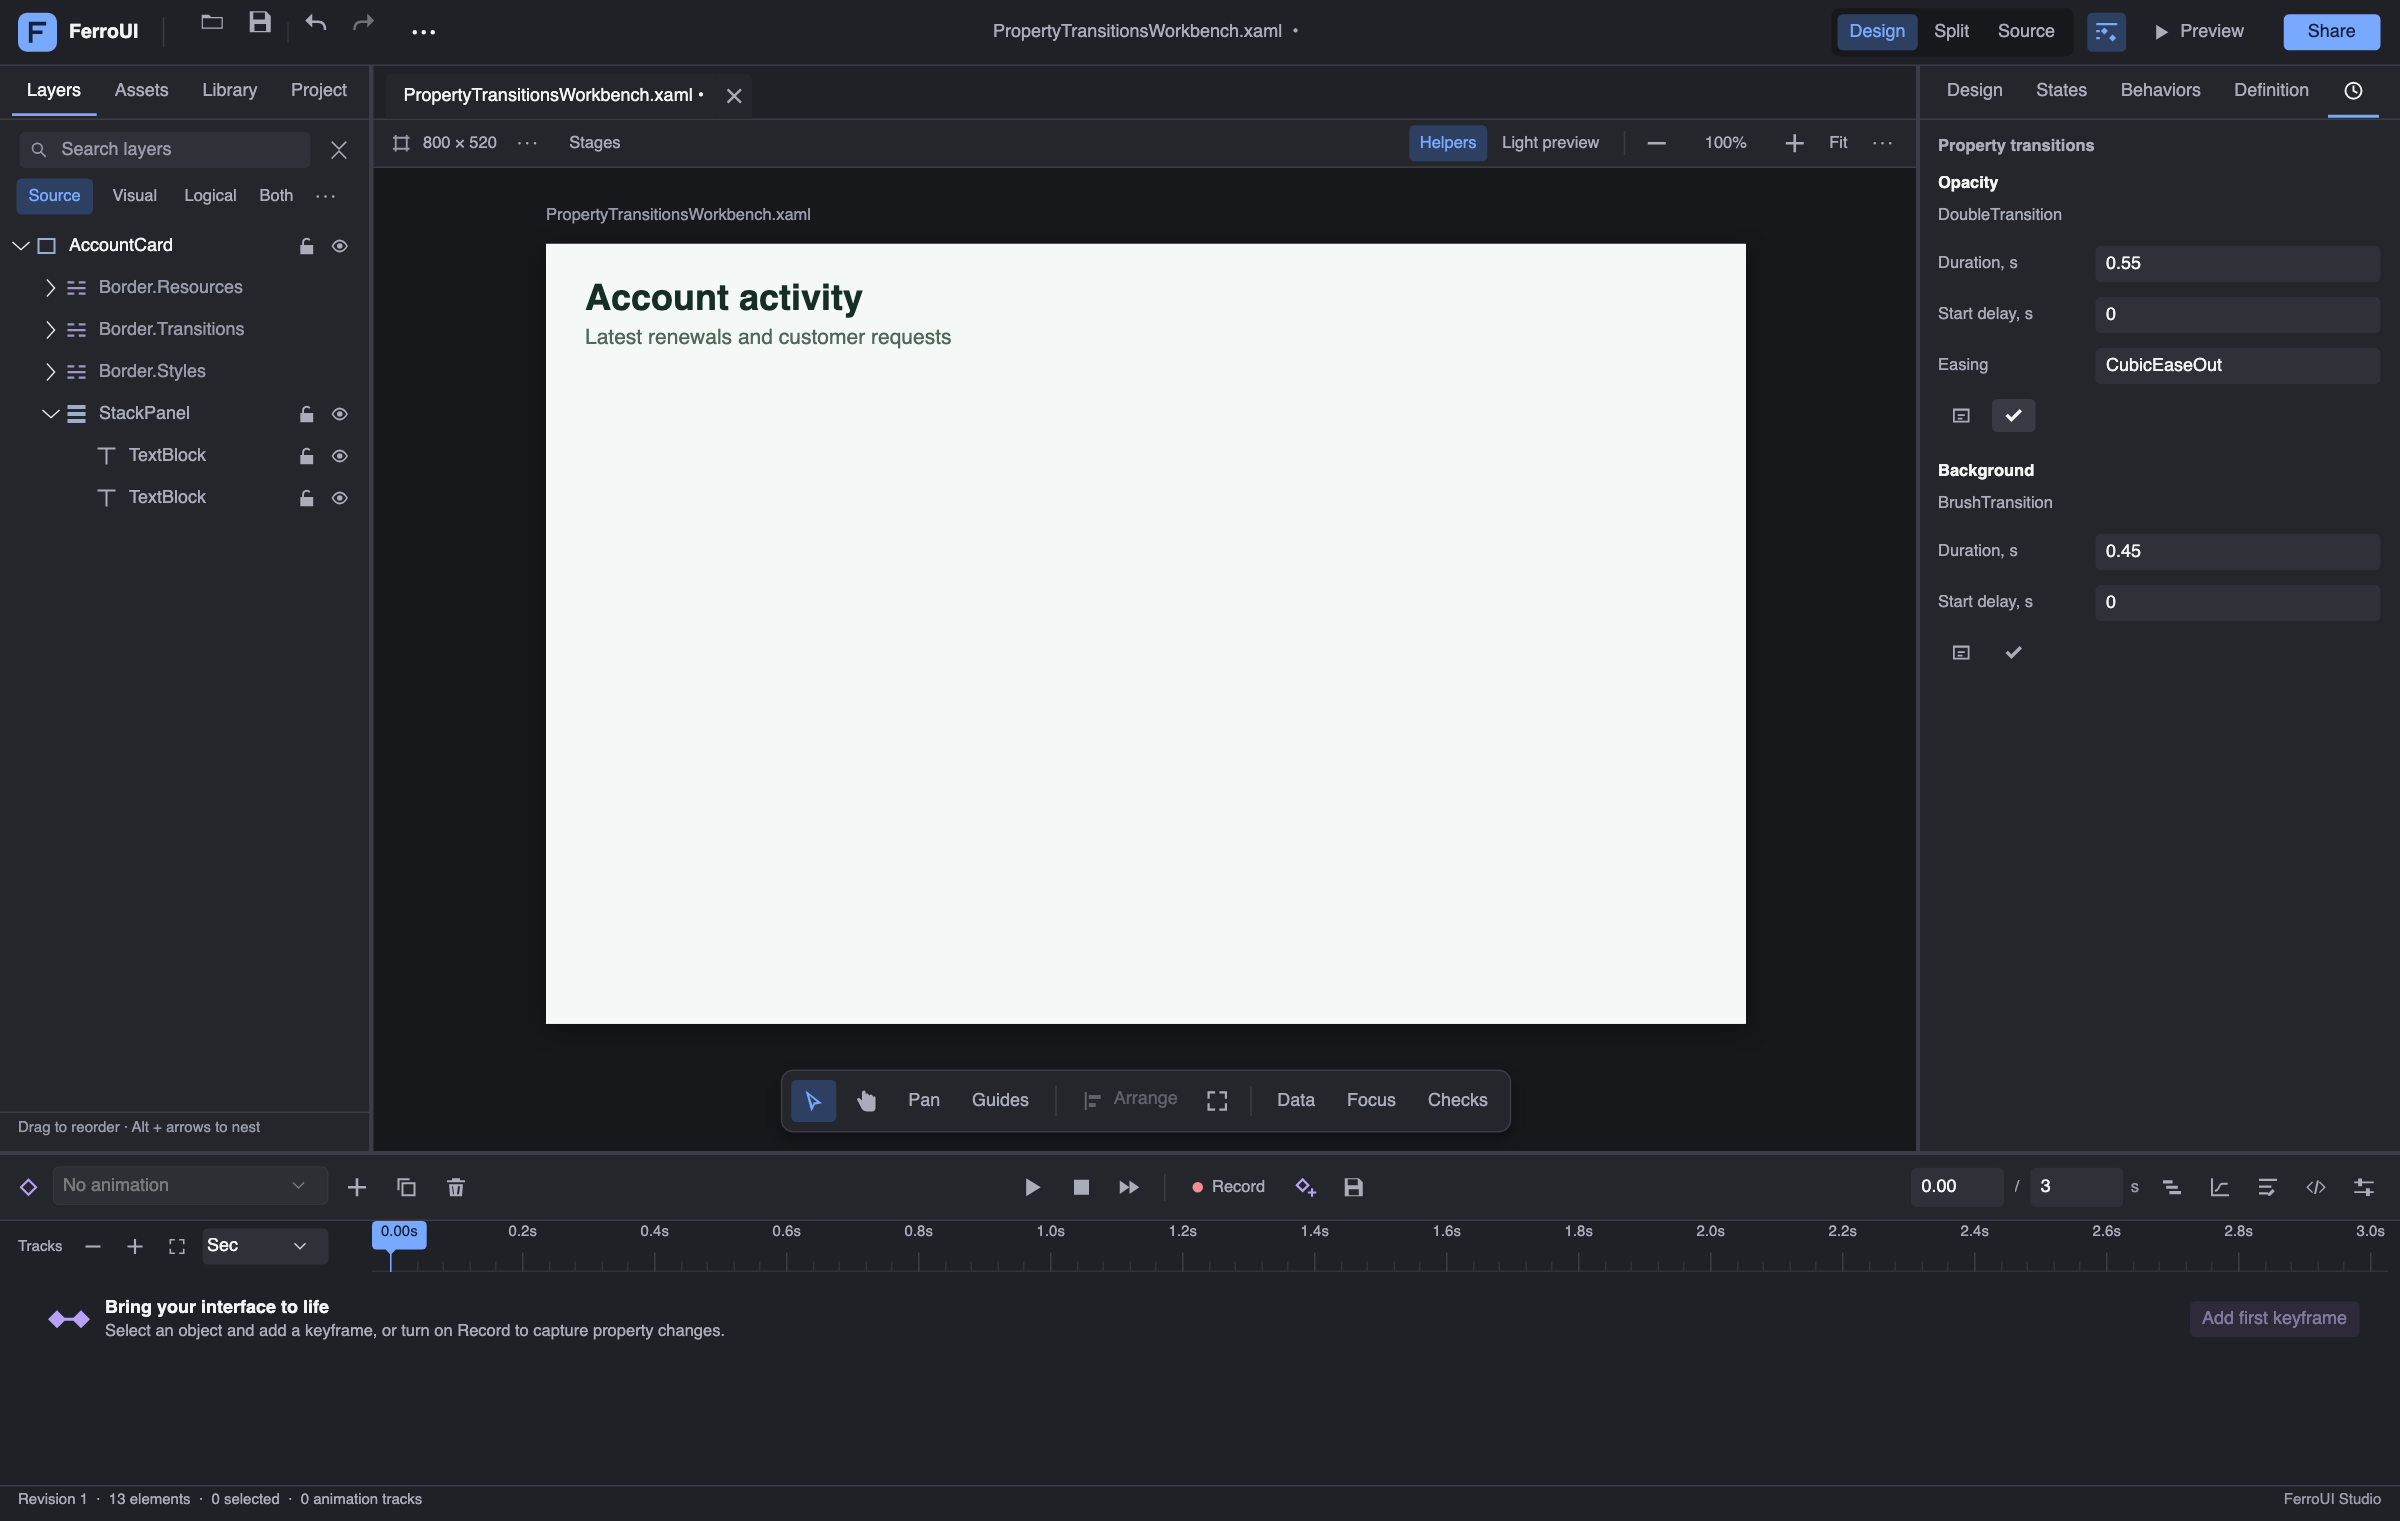 F FerroUI
PropertyTransitionsWorkbench.xaml •
Design Split Source Preview Share
Layers Assets Library Project
PropertyTransitionsWorkbench.xaml •
Design States Behaviors Definition
Search layers
800 × 520 ··· Stages
Helpers Light preview 100% Fit ···
Source Visual Logical Both ···
AccountCard
Border.Resources
Border.Transitions
Border.Styles
StackPanel
TextBlock
TextBlock
Drag to reorder · Alt + arrows to nest
PropertyTransitionsWorkbench.xaml
Account activity
Latest renewals and customer requests
Pan Guides Arrange Data Focus Checks
Property transitions
Opacity
DoubleTransition
Duration, s 0.55
Start delay, s 0
Easing CubicEaseOut
Background
BrushTransition
Duration, s 0.45
Start delay, s 0
No animation
Record
0.00 / 3 s
Tracks Sec
0.00s 0.2s 0.4s 0.6s 0.8s 1.0s 1.2s 1.4s 1.6s 1.8s 2.0s 2.2s 2.4s 2.6s 2.8s 3.0s
Bring your interface to life
Select an object and add a keyframe, or turn on Record to capture property changes.
Add first keyframe
Revision 1 · 13 elements · 0 selected · 0 animation tracks
FerroUI Studio